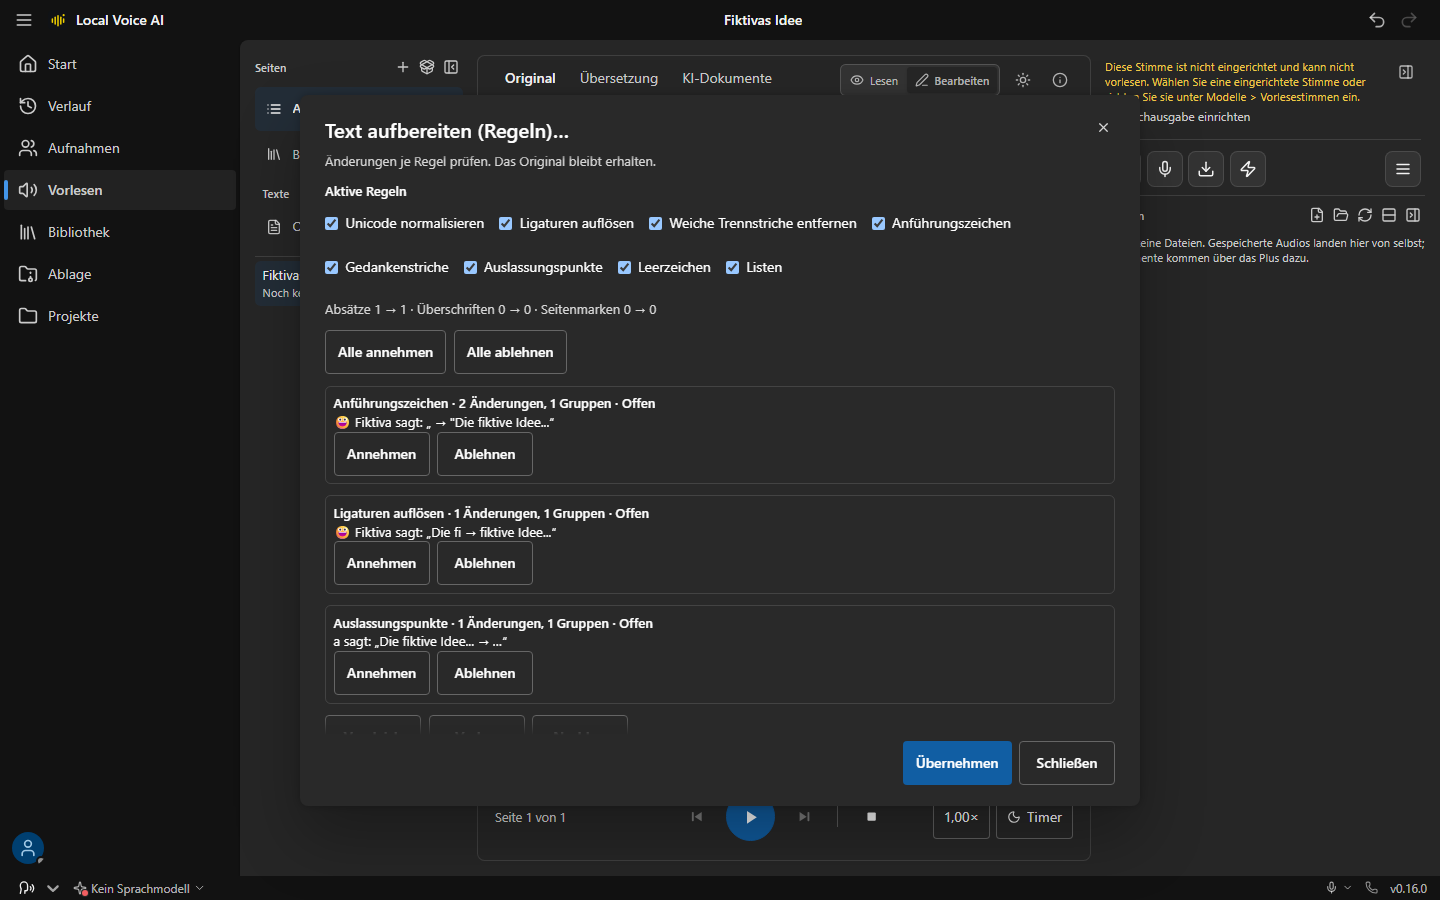 Local Voice AI
Fiktivas Idee
Start
Verlauf
Aufnahmen
Vorlesen
Bibliothek
Ablage
Projekte
Seiten
A
B
Texte
Fiktiva
Noch ke
Original
Übersetzung
KI-Dokumente
Lesen
Bearbeiten
Diese Stimme ist nicht eingerichtet und kann nicht
vorlesen. Wählen Sie eine eingerichtete Stimme oder
Sie sie unter Modelle > Vorlesestimmen ein.
chausgabe einrichten
n
eine Dateien. Gespeicherte Audios landen hier von selbst;
ente kommen über das Plus dazu.
Text aufbereiten (Regeln)...
Änderungen je Regel prüfen. Das Original bleibt erhalten.
Aktive Regeln
Unicode normalisieren
Ligaturen auflösen
Weiche Trennstriche entfernen
Anführungszeichen
Gedankenstriche
Auslassungspunkte
Leerzeichen
Listen
Absätze 1 → 1 · Überschriften 0 → 0 · Seitenmarken 0 → 0
Alle annehmen
Alle ablehnen
Anführungszeichen · 2 Änderungen, 1 Gruppen · Offen
😀 Fiktiva sagt: „ → "Die fiktive Idee…“
Annehmen
Ablehnen
Ligaturen auflösen · 1 Änderungen, 1 Gruppen · Offen
😀 Fiktiva sagt: „Die ﬁ → fiktive Idee…“
Annehmen
Ablehnen
Auslassungspunkte · 1 Änderungen, 1 Gruppen · Offen
a sagt: „Die fiktive Idee… → ...“
Annehmen
Ablehnen
Übernehmen
Schließen
Seite 1 von 1
1,00×
Timer
Kein Sprachmodell
v0.16.0